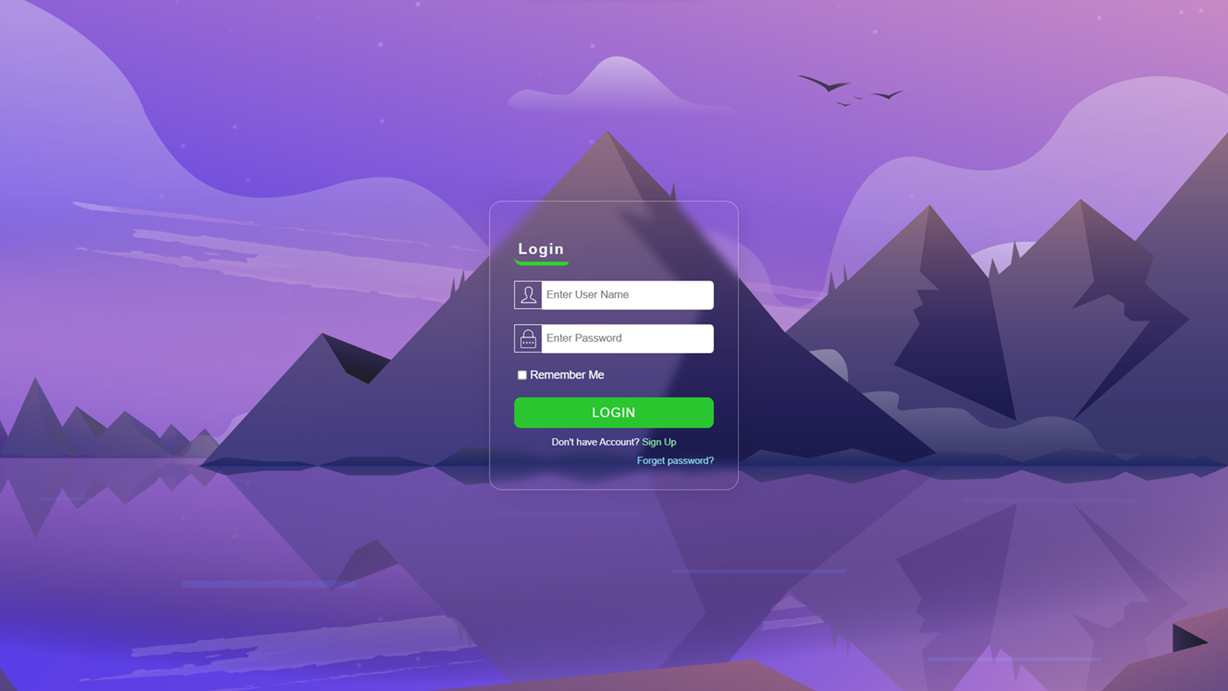 Login
Enter User Name
Enter Password
Remember Me
LOGIN
Don't have Account? Sign Up
Forget password?